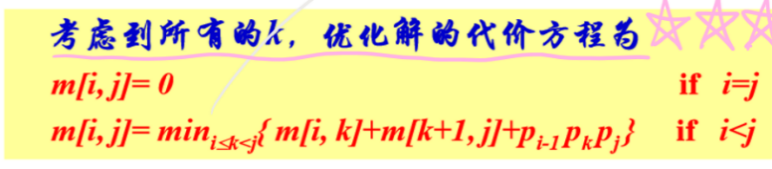 考虑到所有的k，优化解的代价方程为
m[i, j]= 0 if i=j
m[i, j]= min_{i≤k<j}{ m[i, k]+m[k+1, j]+p_{i-1}p_kp_j} if i<j